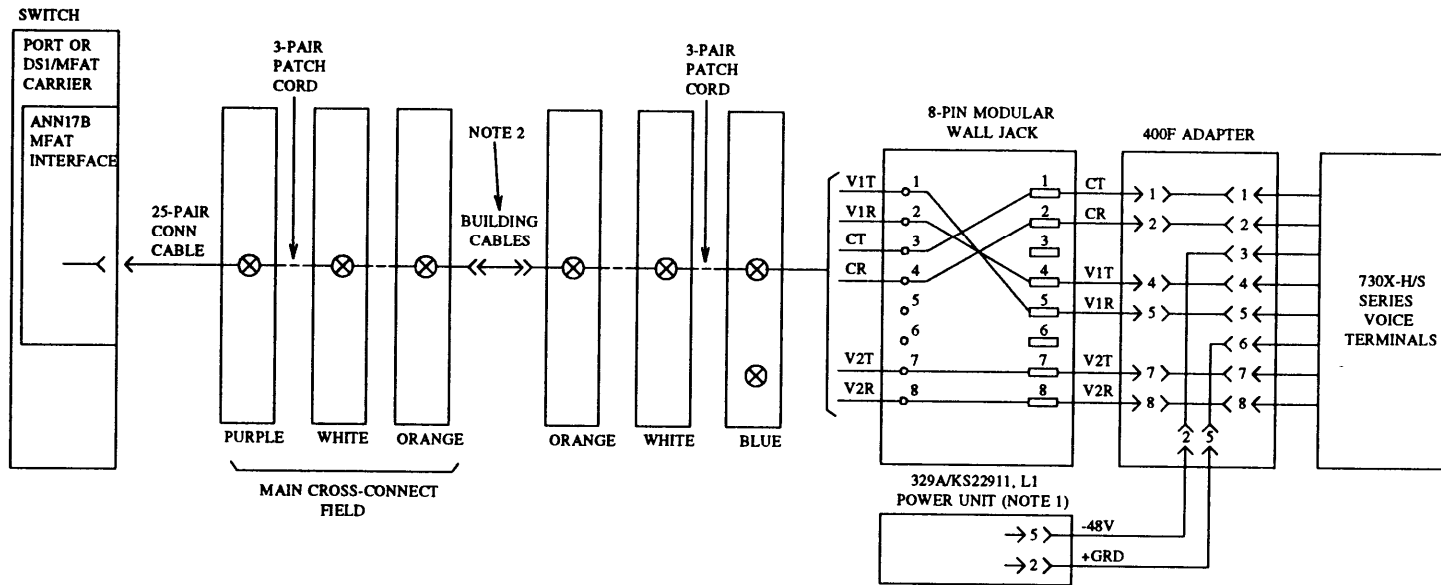 SWITCH
PORT OR
DS1/MFAT
CARRIER
ANN17B
MFAT
INTERFACE
25-PAIR
CONN
CABLE
3-PAIR
PATCH
CORD
NOTE 2
BUILDING
CABLES
3-PAIR
PATCH
CORD
PURPLE
WHITE
ORANGE
MAIN CROSS-CONNECT
FIELD
ORANGE
WHITE
BLUE
8-PIN MODULAR
WALL JACK
V1T 1
V1R 2
CT 3
CR 4
5
6
V2T 7
V2R 8
1 CT
2 CR
3
4 V1T
5 V1R
6
7 V2T
8 V2R
400F ADAPTER
1 1
2 2
3
4 4
5 5
6
7 7
8 8
2 5
730X-H/S
SERIES
VOICE
TERMINALS
329A/KS22911, L1
POWER UNIT (NOTE 1)
5 -48V
2 +GRD